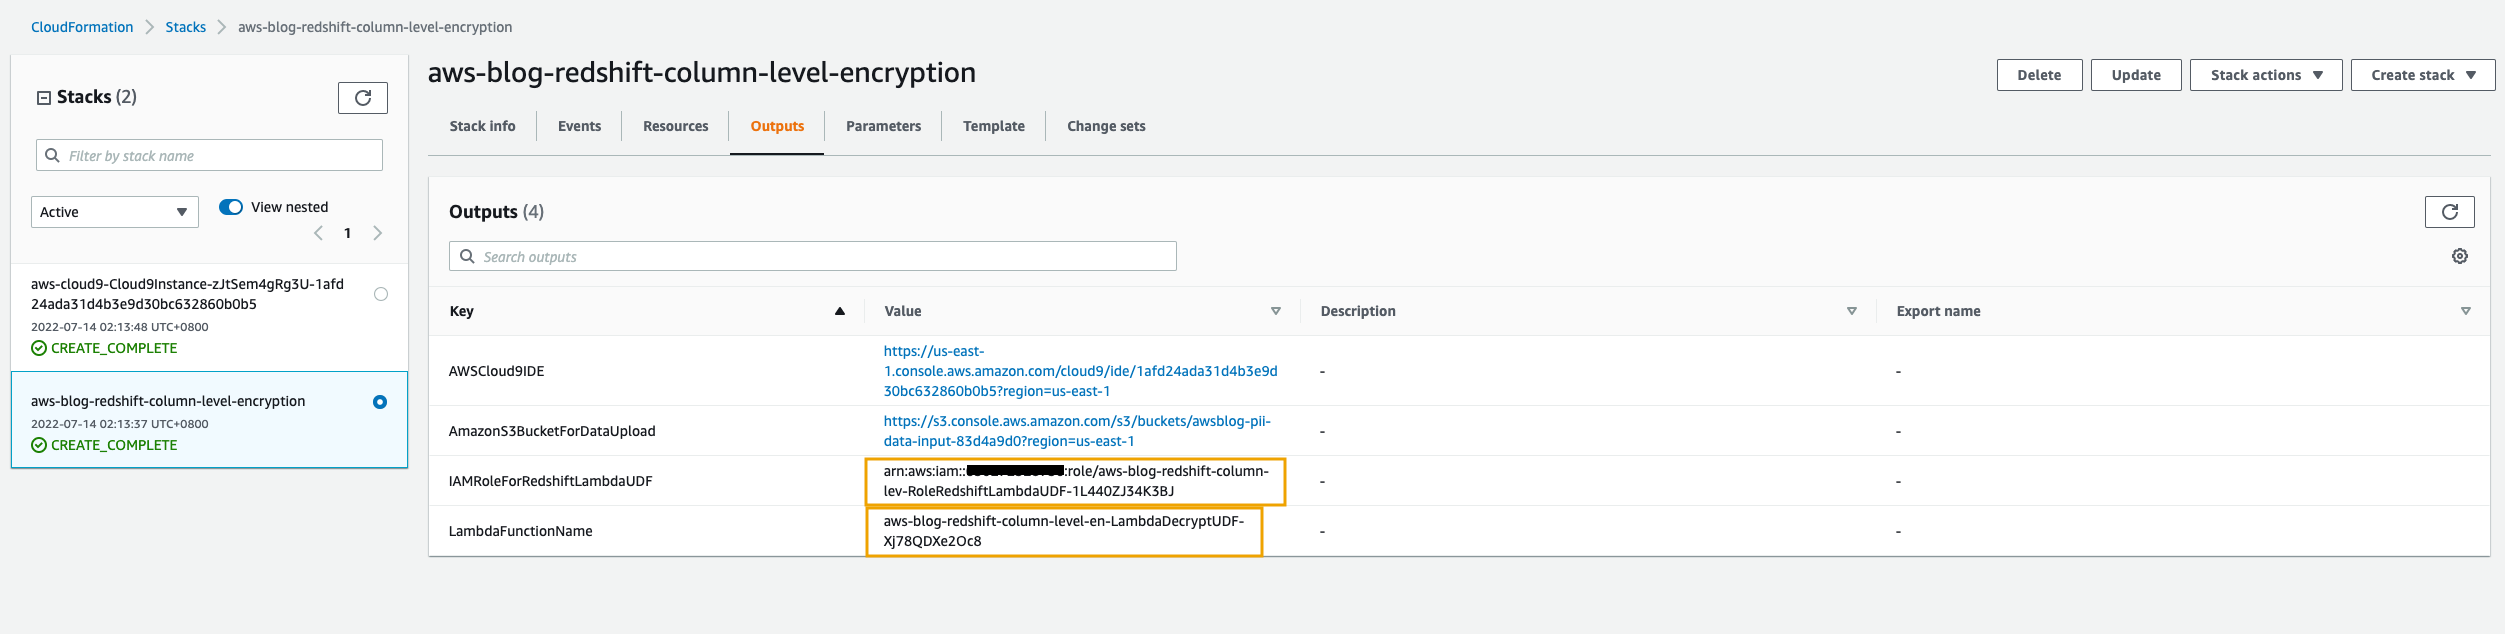 CloudFormation > Stacks > aws-blog-redshift-column-level-encryption
Stacks (2)
Filter by stack name
Active
View nested
1
aws-cloud9-Cloud9Instance-zJtSem4gRg3U-1afd
24ada31d4b3e9d30bc632860b0b5
2022-07-14 02:13:48 UTC+0800
CREATE_COMPLETE
aws-blog-redshift-column-level-encryption
2022-07-14 02:13:37 UTC+0800
CREATE_COMPLETE
aws-blog-redshift-column-level-encryption
Delete Update Stack actions Create stack
Stack info Events Resources Outputs Parameters Template Change sets
Outputs (4)
Search outputs
Key Value Description Export name
AWSCloud9IDE
https://us-east-
1.console.aws.amazon.com/cloud9/ide/1afd24ada31d4b3e9d
30bc632860b0b5?region=us-east-1
- -
AmazonS3BucketForDataUpload
https://s3.console.aws.amazon.com/s3/buckets/awsblog-pii-
data-input-83d4a9d0?region=us-east-1
- -
IAMRoleForRedshiftLambdaUDF
arn:aws:iam:: :role/aws-blog-redshift-column-
lev-RoleRedshiftLambdaUDF-1L440ZJ34K3BJ
- -
LambdaFunctionName
aws-blog-redshift-column-level-en-LambdaDecryptUDF-
Xj78QDXe2Oc8
- -